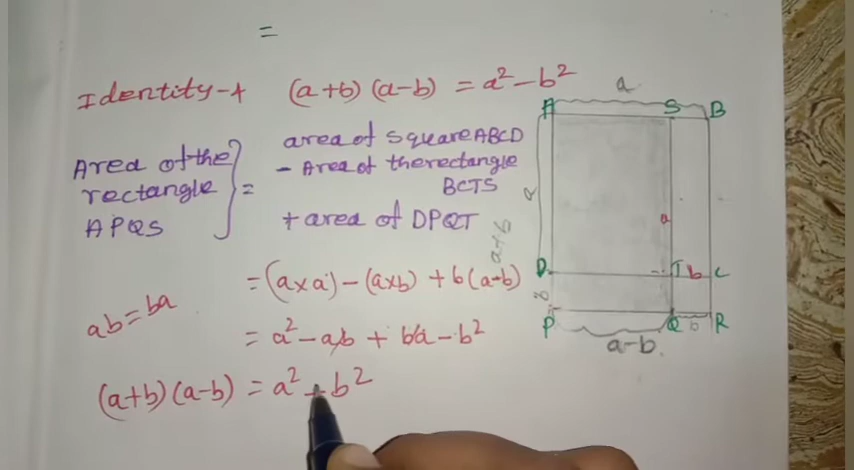 =
Identity-4 (a+b) (a-b) = a² - b²
Area of the rectangle APQS } = area of square ABCD
- Area of the rectangle BCTS
+ area of DPQT
= (a x a) - (a x b) + b(a-b)
ab = ba
= a² - ab + ba - b²
(a+b) (a-b) = a² - b²
a
A S B
a
a+b
a
D T b C
b
P Q b R
a-b.